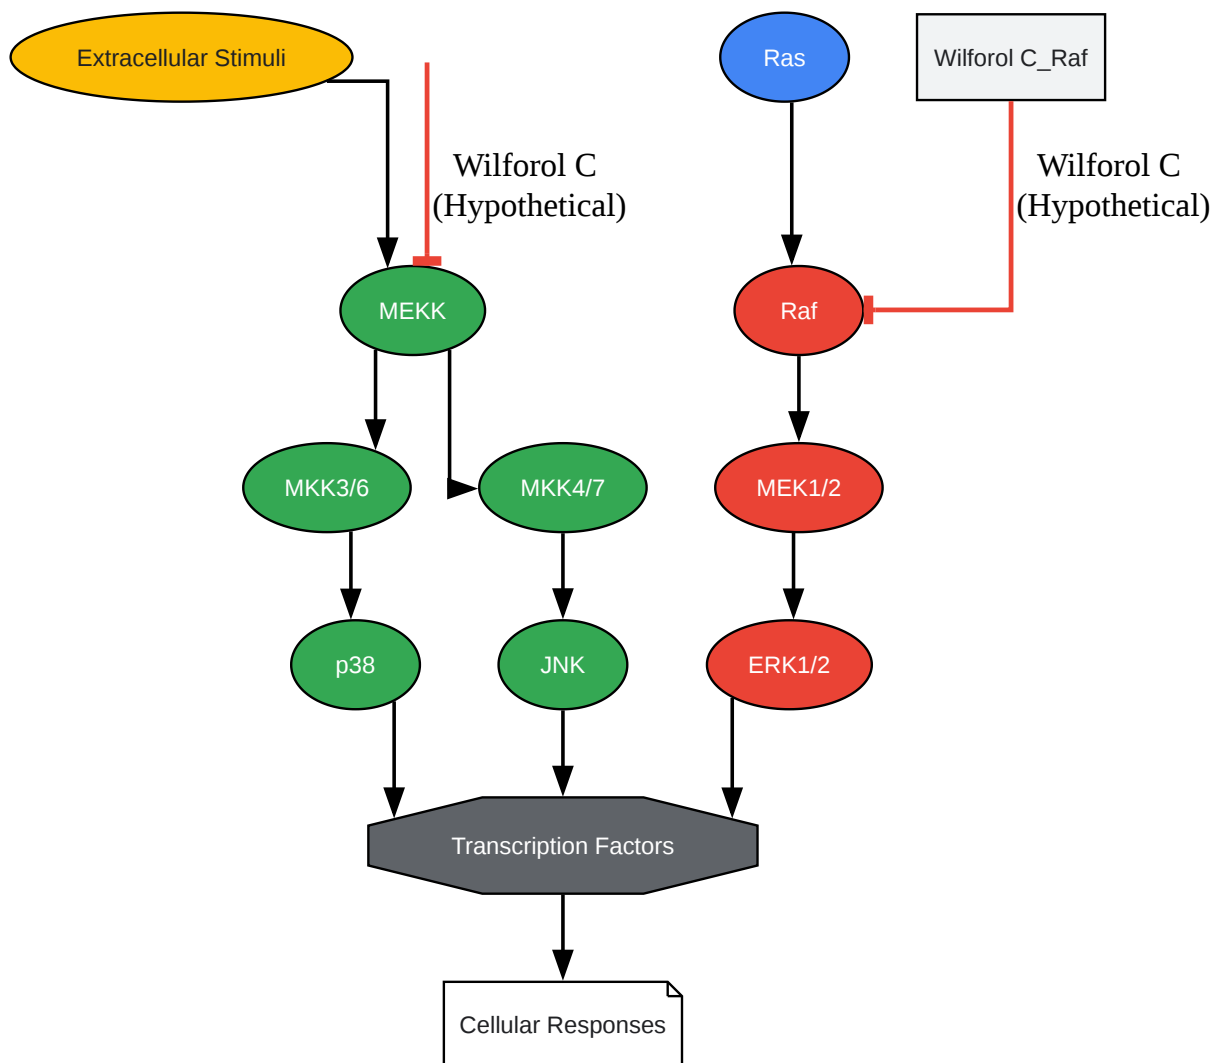 Extracellular Stimuli
Ras
Wilforol C_Raf
Wilforol C
(Hypothetical)
Wilforol C
(Hypothetical)
MEKK
Raf
MKK3/6
MKK4/7
MEK1/2
p38
JNK
ERK1/2
Transcription Factors
Cellular Responses